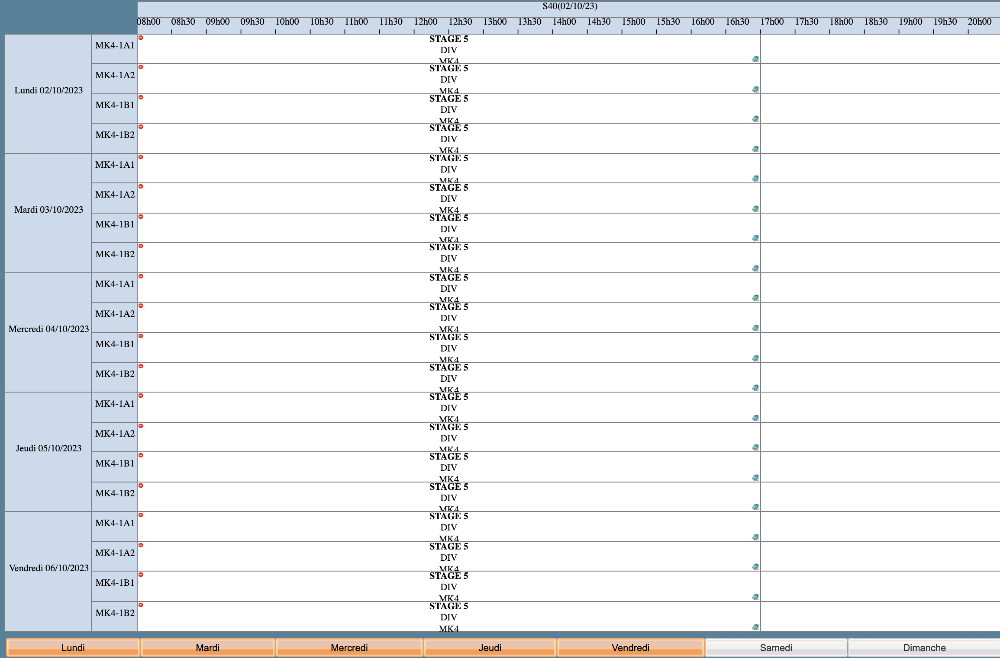 S40(02/10/23)
08h00 08h30 09h00 09h30 10h00 10h30 11h00 11h30 12h00 12h30 13h00 13h30 14h00 14h30 15h00 15h30 16h00 16h30 17h00 17h30 18h00 18h30 19h00 19h30 20h00
Lundi 02/10/2023
MK4-1A1
STAGE 5
DIV
MK4
MK4-1A2
STAGE 5
DIV
MK4
MK4-1B1
STAGE 5
DIV
MK4
MK4-1B2
STAGE 5
DIV
MK4
Mardi 03/10/2023
MK4-1A1
STAGE 5
DIV
MK4
MK4-1A2
STAGE 5
DIV
MK4
MK4-1B1
STAGE 5
DIV
MK4
MK4-1B2
STAGE 5
DIV
MK4
Mercredi 04/10/2023
MK4-1A1
STAGE 5
DIV
MK4
MK4-1A2
STAGE 5
DIV
MK4
MK4-1B1
STAGE 5
DIV
MK4
MK4-1B2
STAGE 5
DIV
MK4
Jeudi 05/10/2023
MK4-1A1
STAGE 5
DIV
MK4
MK4-1A2
STAGE 5
DIV
MK4
MK4-1B1
STAGE 5
DIV
MK4
MK4-1B2
STAGE 5
DIV
MK4
Vendredi 06/10/2023
MK4-1A1
STAGE 5
DIV
MK4
MK4-1A2
STAGE 5
DIV
MK4
MK4-1B1
STAGE 5
DIV
MK4
MK4-1B2
STAGE 5
DIV
MK4
Lundi Mardi Mercredi Jeudi Vendredi Samedi Dimanche